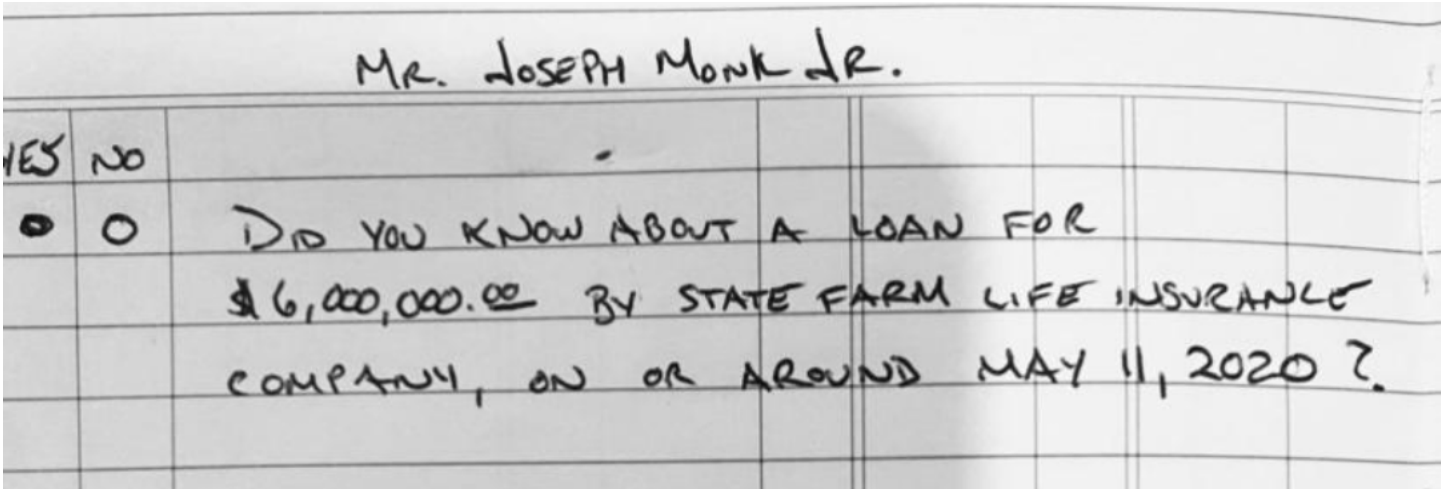 MR. JOSEPH MONK JR.
YES NO
DID YOU KNOW ABOUT A LOAN FOR
$6,000,000.00 BY STATE FARM LIFE INSURANCE
COMPANY, ON OR AROUND MAY 11, 2020?